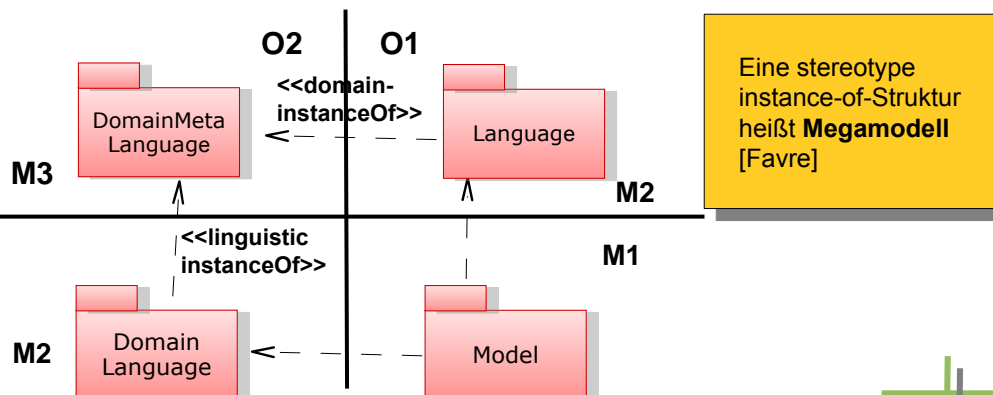 O2
O1
<<domain-
instanceOf>>
DomainMeta
Language
Language
M3
M2
Eine stereotype
instance-of-Struktur
heißt Megamodell
[Favre]
<<linguistic
instanceOf>>
M1
M2
Domain
Language
Model